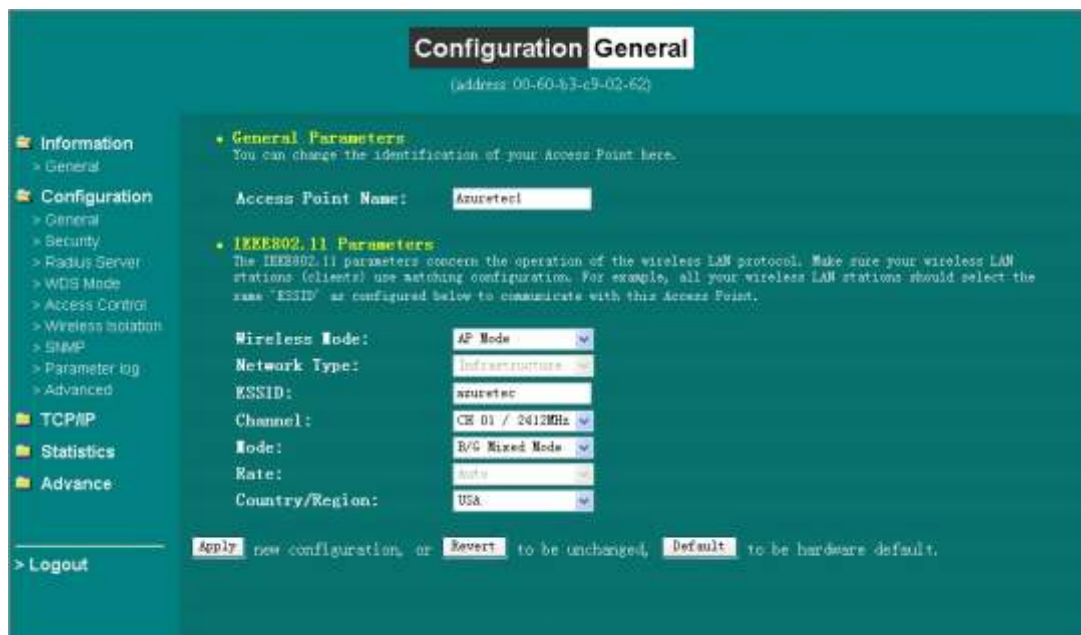 Configuration General
(address: 00-60-b3-c9-02-62)
Information
> General
Configuration
> General
> Security
> Radius Server
> WDS Mode
> Access Control
> Wireless Isolation
> SNMP
> Parameter log
> Advanced
TCP/IP
Statistics
Advance
> Logout
General Parameters
You can change the identification of your Access Point here.
Access Point Name: Azuretec1
IEEE802.11 Parameters
The IEEE802.11 parameters concern the operation of the wireless LAN protocol. Make sure your wireless LAN
stations (clients) use matching configuration. For example, all your wireless LAN stations should select the
same 'ESSID' as configured below to communicate with this Access Point.
Wireless Mode: AP Mode
Network Type: Infrastructure
ESSID: azuretec
Channel: CH 01 / 2412MHz
Mode: B/G Mixed Mode
Rate: Auto
Country/Region: USA
Apply new configuration, or Revert to be unchanged, Default to be hardware default.